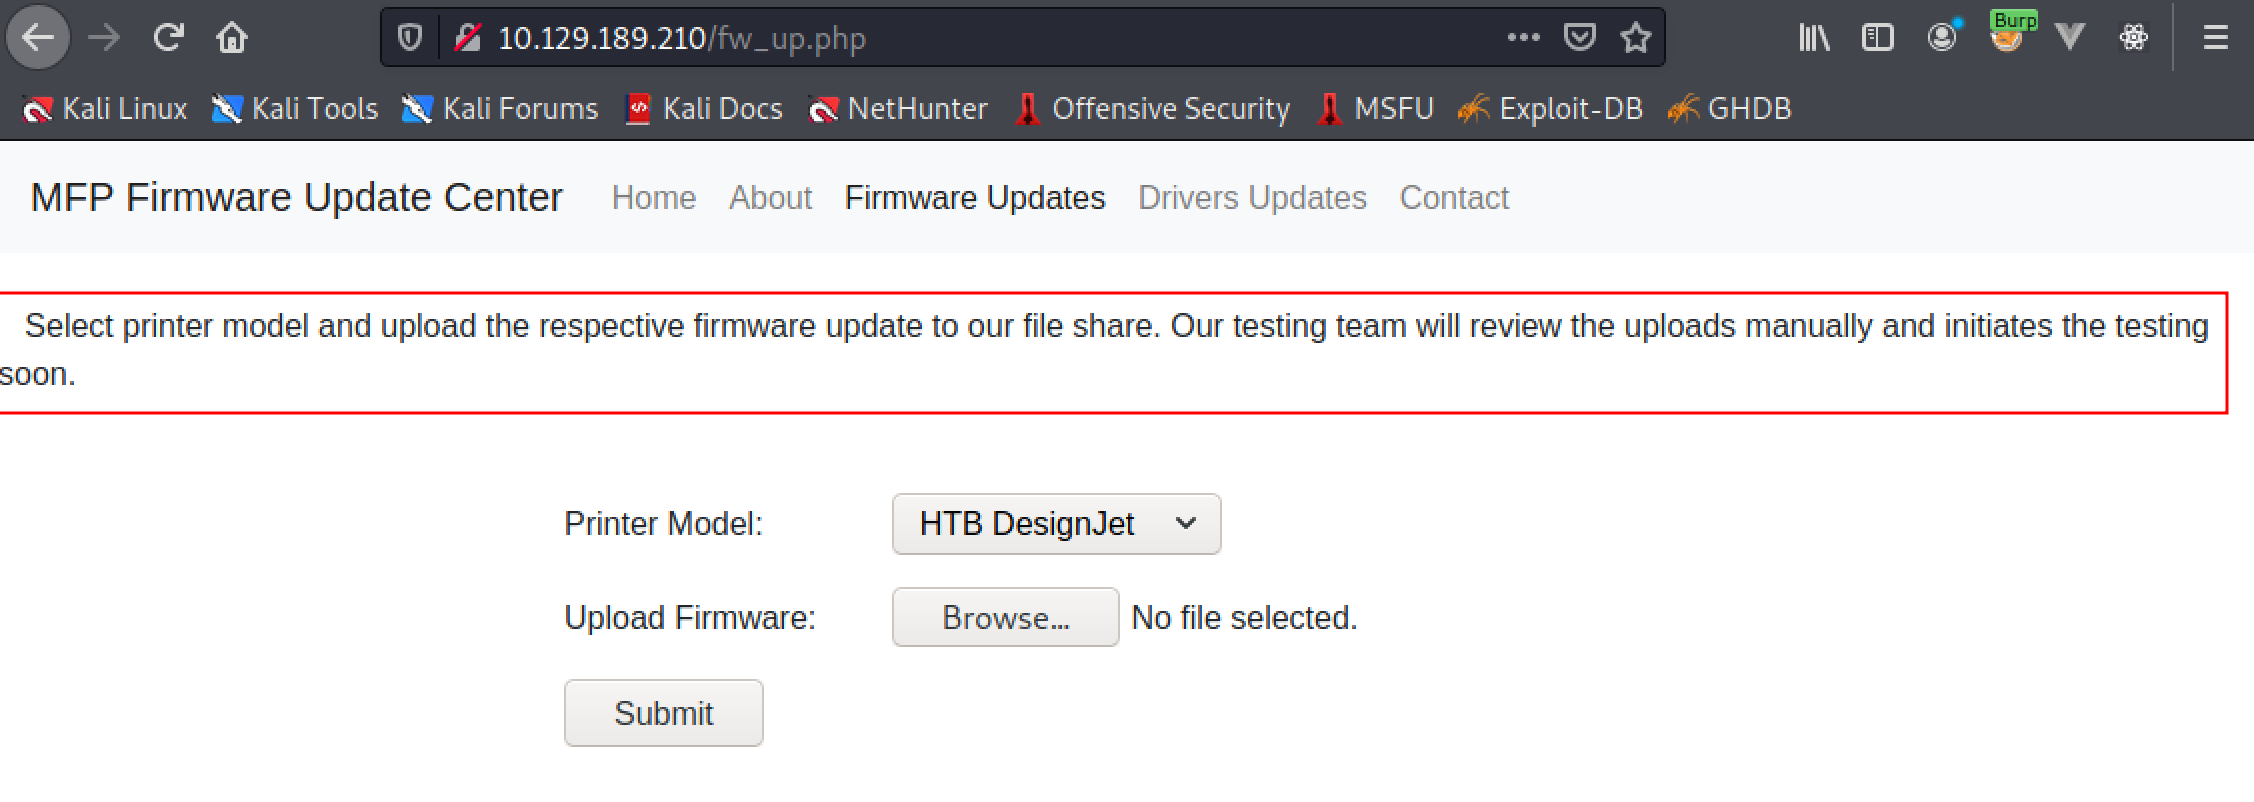 10.129.189.210/fw_up.php
Burp
Kali Linux Kali Tools Kali Forums Kali Docs NetHunter Offensive Security MSFU Exploit-DB GHDB
MFP Firmware Update Center Home About Firmware Updates Drivers Updates Contact
Select printer model and upload the respective firmware update to our file share. Our testing team will review the uploads manually and initiates the testing
soon.
Printer Model: HTB DesignJet
Upload Firmware: Browse... No file selected.
Submit